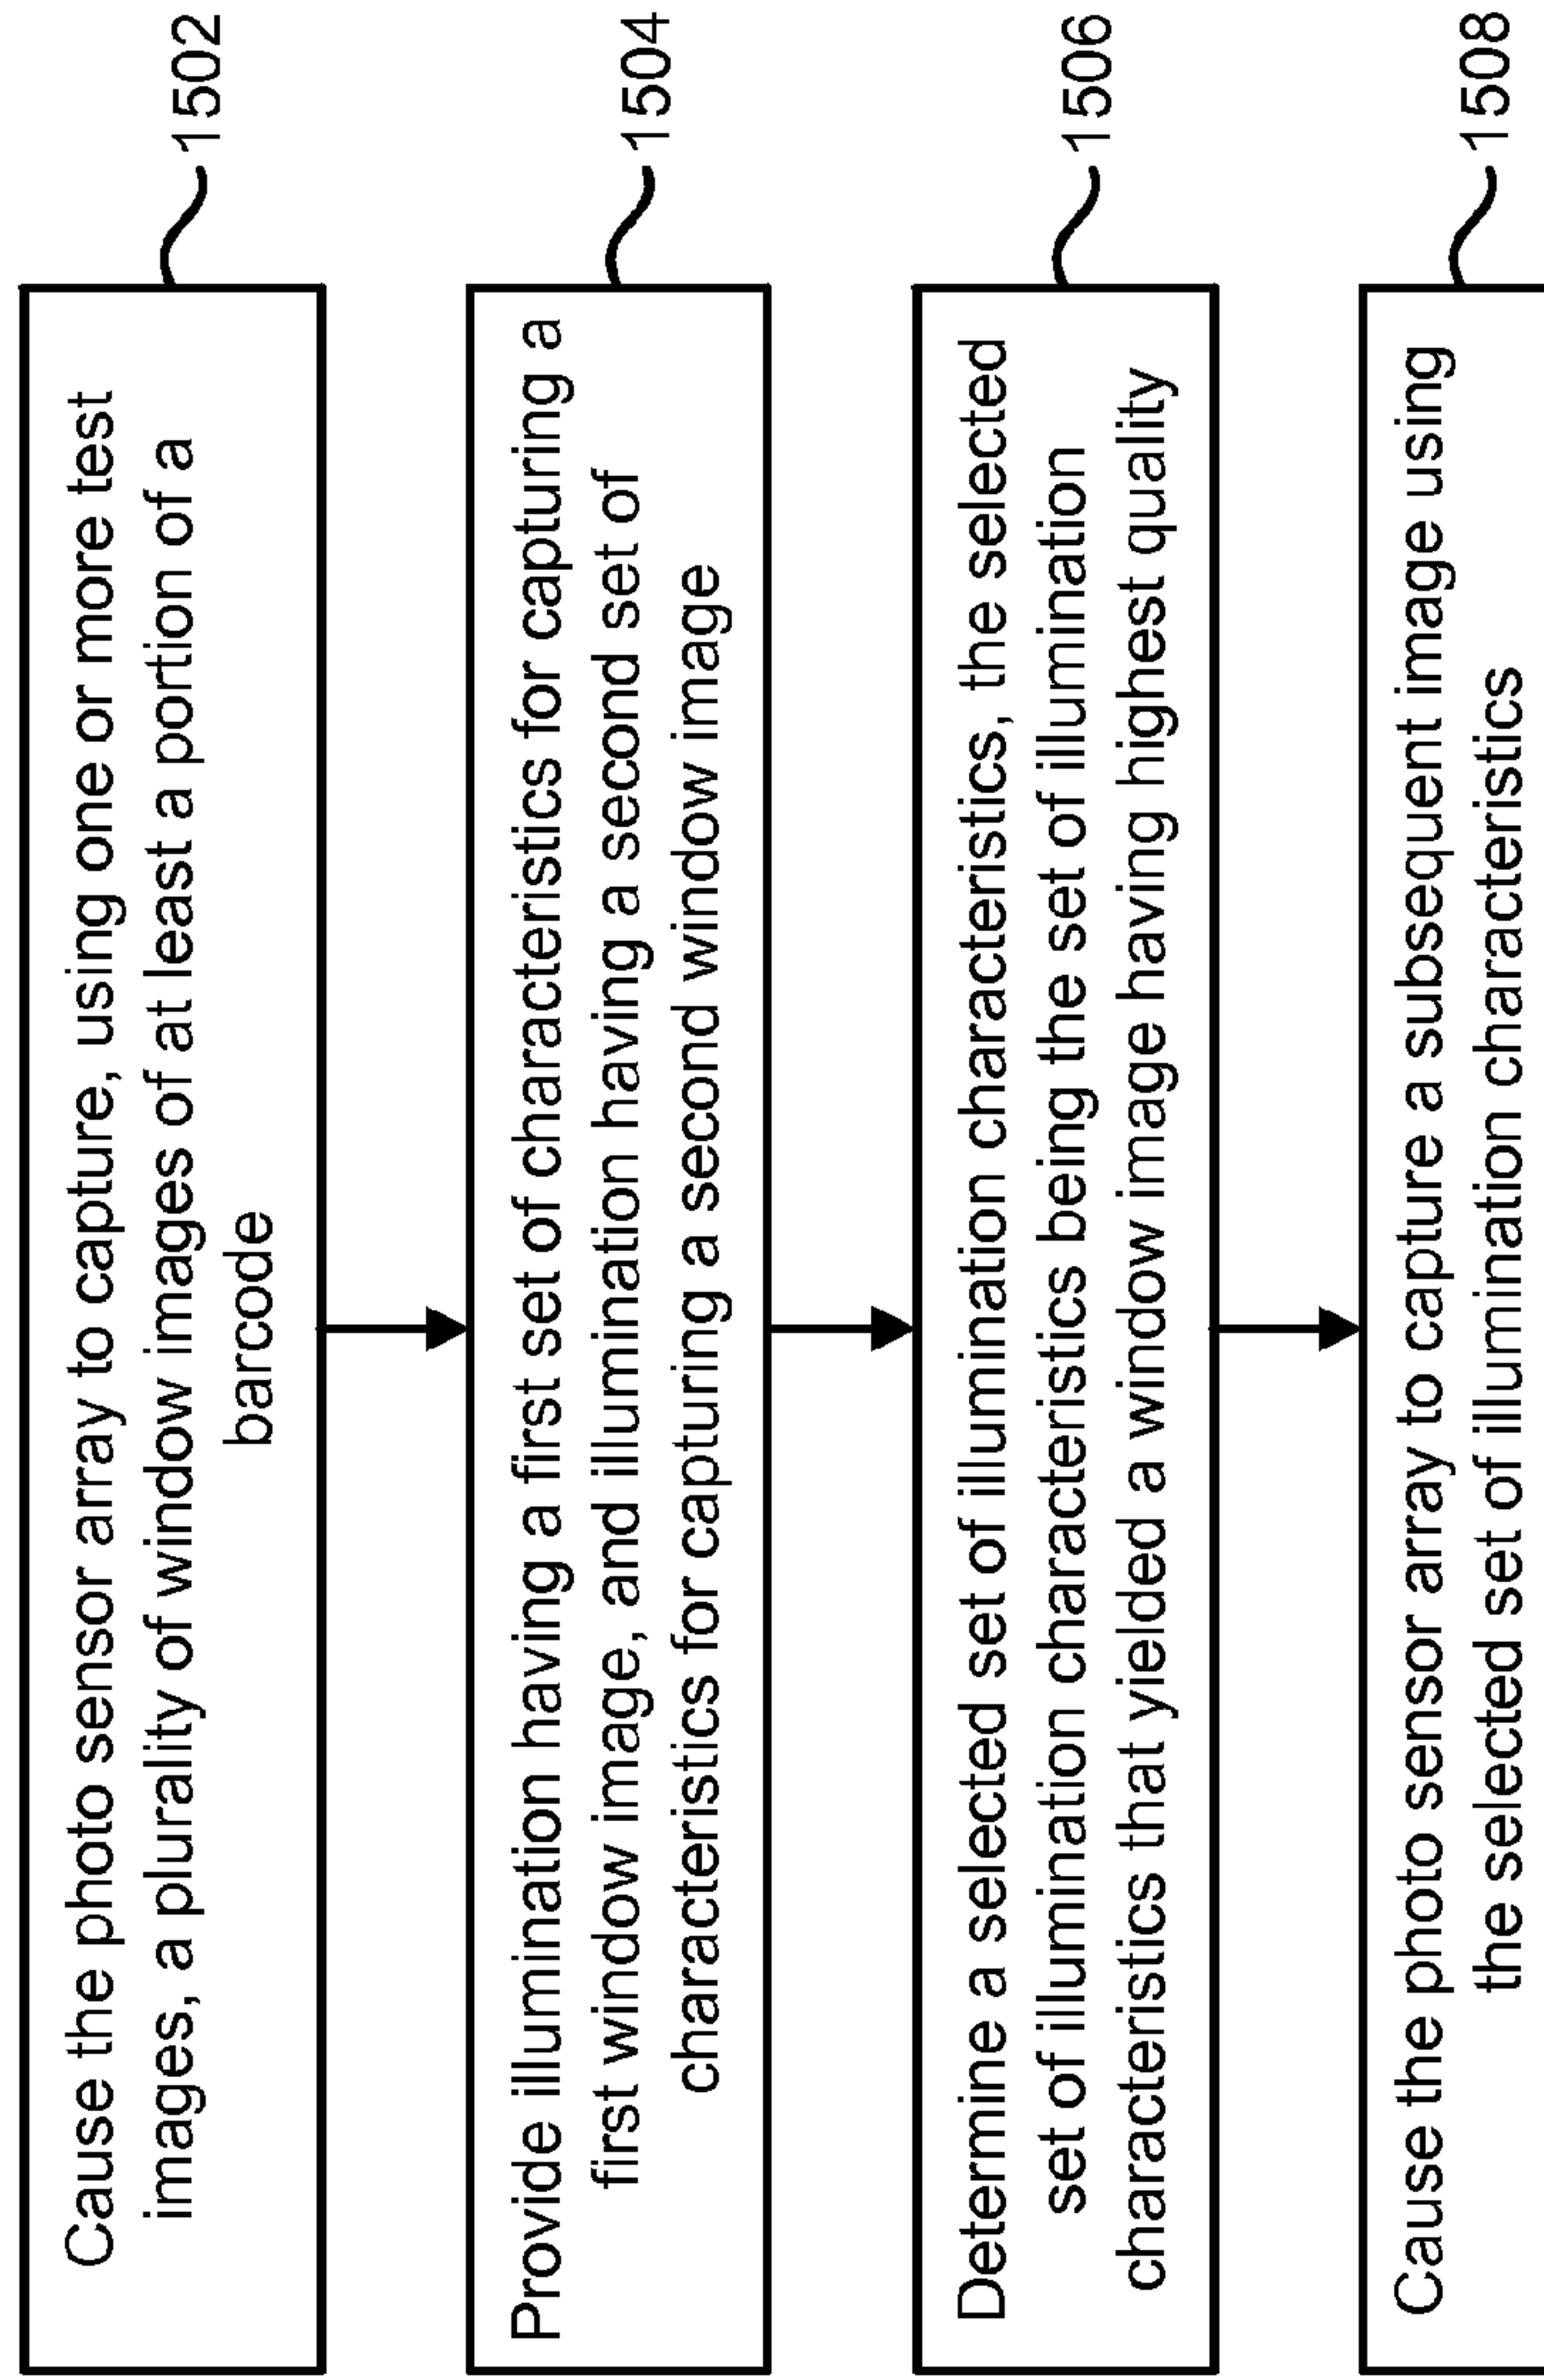 Cause the photo sensor array to capture, using one or more test
images, a plurality of window images of at least a portion of a
barcode
1502
Provide illumination having a first set of characteristics for capturing a
first window image, and illumination having a second set of
characteristics for capturing a second window image
1504
Determine a selected set of illumination characteristics, the selected
set of illumination characteristics being the set of illumination
characteristics that yielded a window image having highest quality
1506
Cause the photo sensor array to capture a subsequent image using
the selected set of illumination characteristics
1508